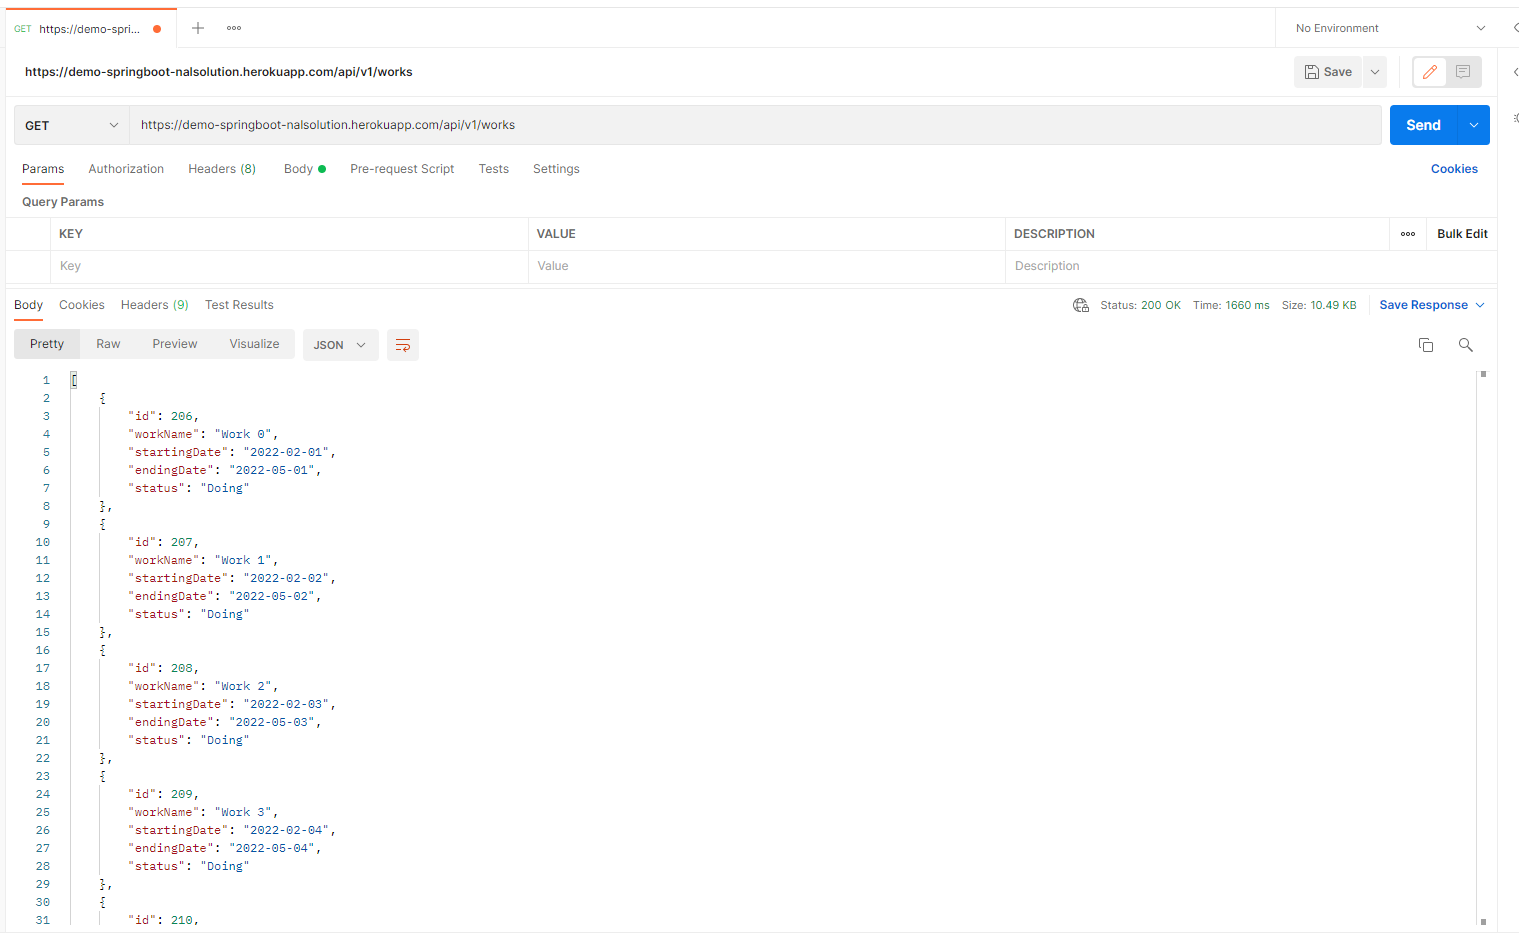 GET https://demo-spri... No Environment
https://demo-springboot-nalsolution.herokuapp.com/api/v1/works Save
GET https://demo-springboot-nalsolution.herokuapp.com/api/v1/works Send
Params Authorization Headers (8) Body Pre-request Script Tests Settings Cookies
Query Params
KEY VALUE DESCRIPTION Bulk Edit
Key Value Description
Body Cookies Headers (9) Test Results Status: 200 OK Time: 1660 ms Size: 10.49 KB Save Response
Pretty Raw Preview Visualize JSON
1 [
2 {
3 "id": 206,
4 "workName": "Work 0",
5 "startingDate": "2022-02-01",
6 "endingDate": "2022-05-01",
7 "status": "Doing"
8 },
9 {
10 "id": 207,
11 "workName": "Work 1",
12 "startingDate": "2022-02-02",
13 "endingDate": "2022-05-02",
14 "status": "Doing"
15 },
16 {
17 "id": 208,
18 "workName": "Work 2",
19 "startingDate": "2022-02-03",
20 "endingDate": "2022-05-03",
21 "status": "Doing"
22 },
23 {
24 "id": 209,
25 "workName": "Work 3",
26 "startingDate": "2022-02-04",
27 "endingDate": "2022-05-04",
28 "status": "Doing"
29 },
30 {
31 "id": 210,